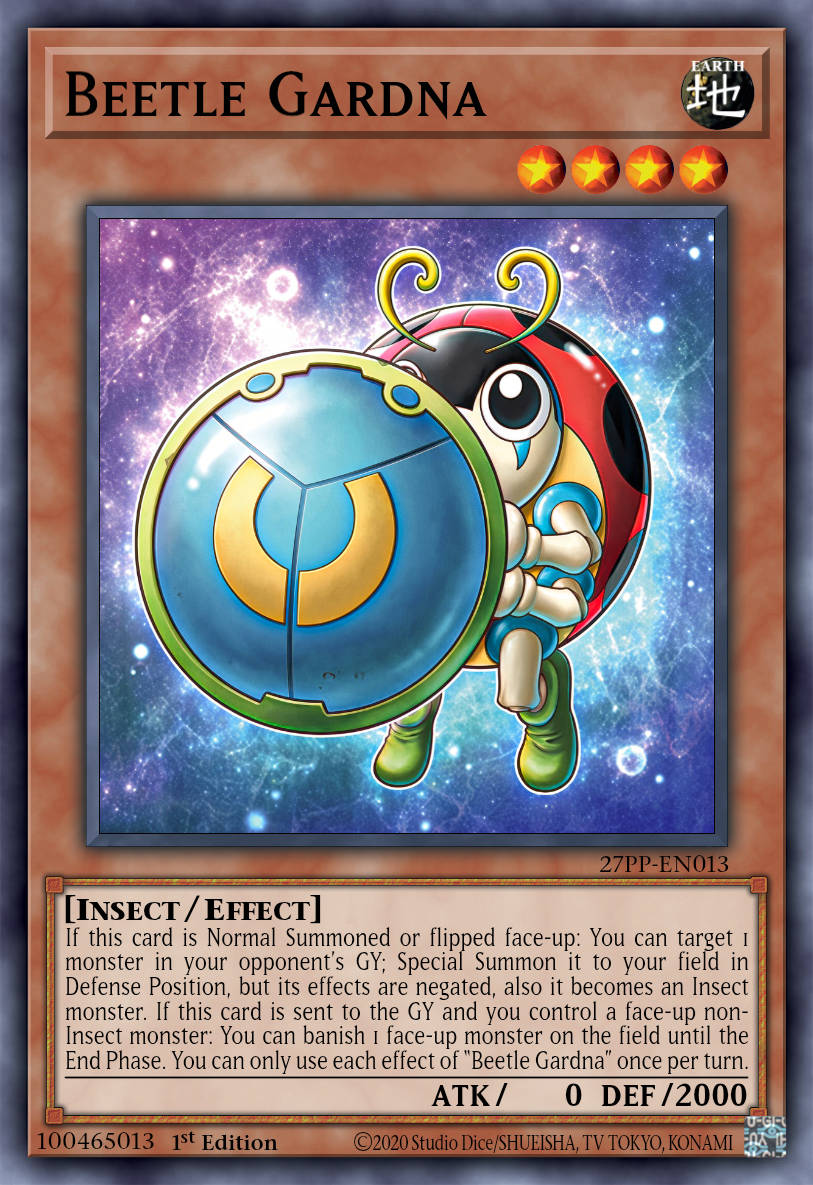 Beetle Gardna
EARTH
地
27PP-EN013
[Insect/Effect]
If this card is Normal Summoned or flipped face-up: You can target 1
monster in your opponent's GY; Special Summon it to your field in
Defense Position, but its effects are negated, also it becomes an Insect
monster. If this card is sent to the GY and you control a face-up non-
Insect monster: You can banish 1 face-up monster on the field until the
End Phase. You can only use each effect of "Beetle Gardna" once per turn.
ATK/ 0 DEF/2000
100465013 1st Edition ©2020 Studio Dice/SHUEISHA, TV TOKYO, KONAMI